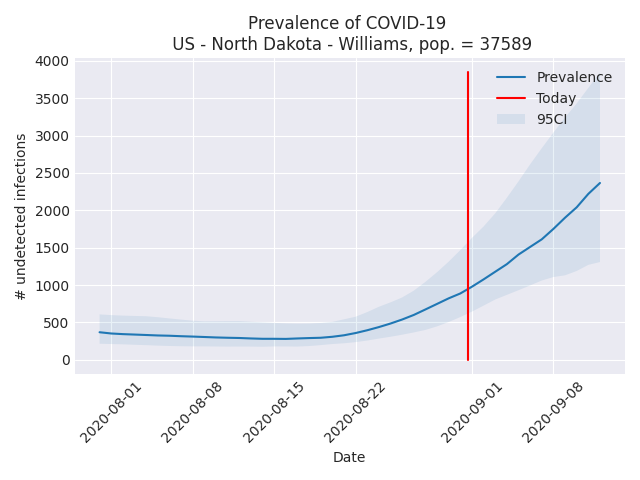 Prevalence of COVID-19
US - North Dakota - Williams, pop. = 37589
4000
3500
3000
2500
2000
1500
1000
500
0
# undetected infections
Prevalence
Today
95CI
2020-08-01
2020-08-08
2020-08-15
2020-08-22
2020-09-01
2020-09-08
Date